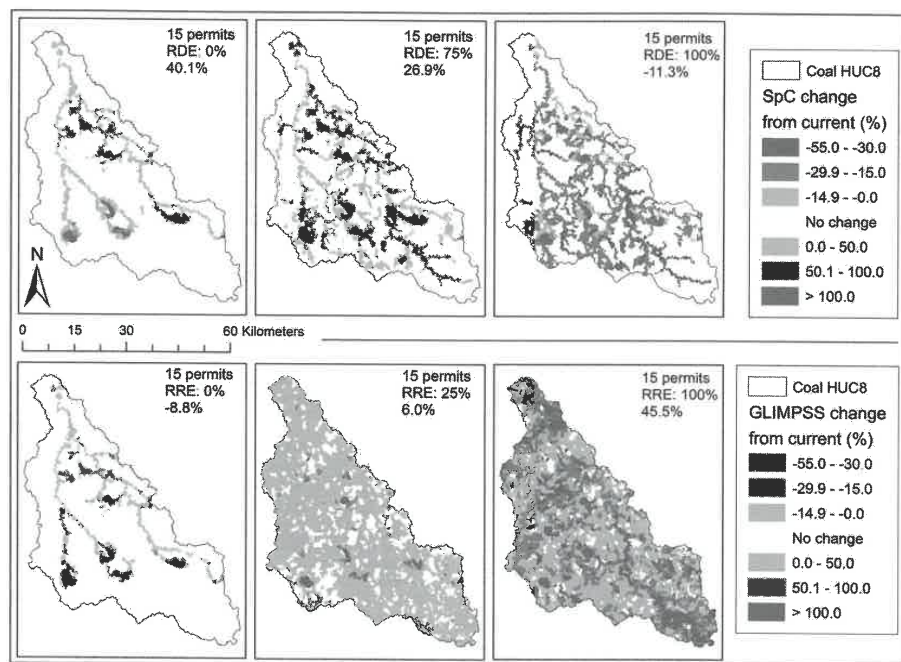 15 permits
RDE: 0%
40.1%
15 permits
RDE: 75%
26.9%
15 permits
RDE: 100%
-11.3%
Coal HUC8
SpC change
from current (%)
-55.0 - -30.0
-29.9 - -15.0
-14.9 - -0.0
No change
0.0 - 50.0
50.1 - 100.0
> 100.0
N
0 15 30 60 Kilometers
15 permits
RRE: 0%
-8.8%
15 permits
RRE: 25%
6.0%
15 permits
RRE: 100%
45.5%
Coal HUC8
GLIMPSS change
from current (%)
-55.0 - -30.0
-29.9 - -15.0
-14.9 - -0.0
No change
0.0 - 50.0
50.1 - 100.0
> 100.0